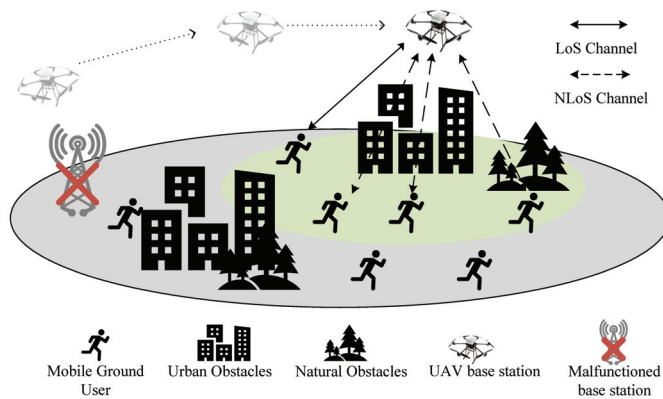 LoS Channel
NLoS Channel
Mobile Ground
User
Urban Obstacles
Natural Obstacles
UAV base station
Malfunctioned
base station